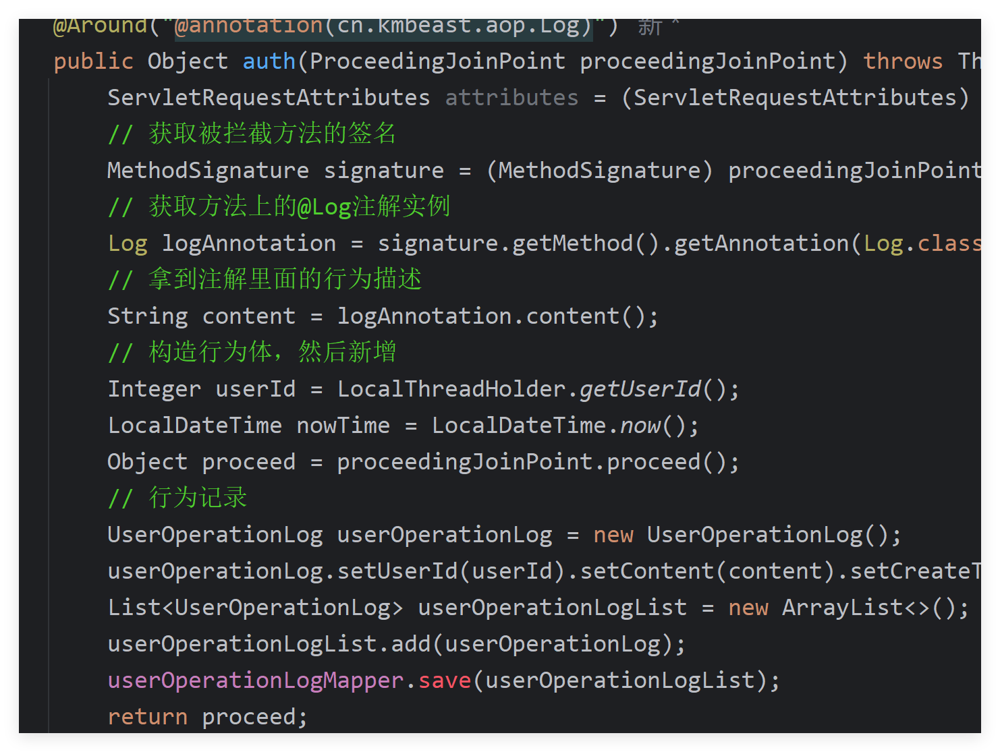 @Around("@annotation(cn.kmbeast.aop.Log)") 新 *
public Object auth(ProceedingJoinPoint proceedingJoinPoint) throws Th
ServletRequestAttributes attributes = (ServletRequestAttributes)
// 获取被拦截方法的签名
MethodSignature signature = (MethodSignature) proceedingJoinPoint
// 获取方法上的@Log注解实例
Log logAnnotation = signature.getMethod().getAnnotation(Log.class
// 拿到注解里面的行为描述
String content = logAnnotation.content();
// 构造行为体，然后新增
Integer userId = LocalThreadHolder.getUserId();
LocalDateTime nowTime = LocalDateTime.now();
Object proceed = proceedingJoinPoint.proceed();
// 行为记录
UserOperationLog userOperationLog = new UserOperationLog();
userOperationLog.setUserId(userId).setContent(content).setCreateT
List<UserOperationLog> userOperationLogList = new ArrayList<>();
userOperationLogList.add(userOperationLog);
userOperationLogMapper.save(userOperationLogList);
return proceed;